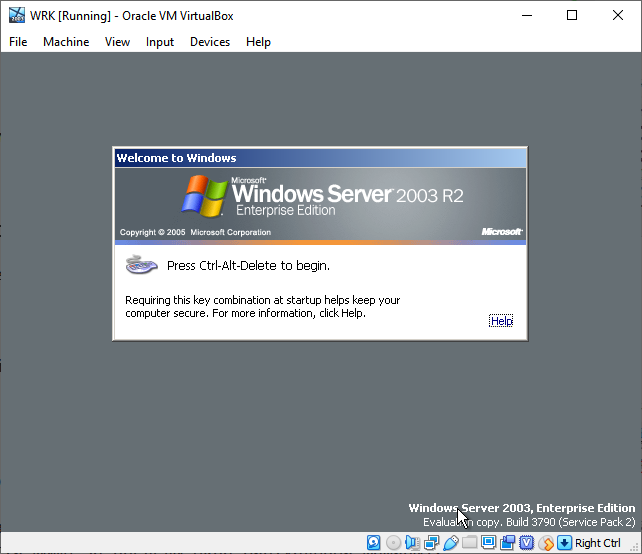 WRK [Running] - Oracle VM VirtualBox
File Machine View Input Devices Help
Welcome to Windows
Microsoft®
Windows Server 2003 R2
Enterprise Edition
Copyright © 2005 Microsoft Corporation
Microsoft
Press Ctrl-Alt-Delete to begin.
Requiring this key combination at startup helps keep your
computer secure. For more information, click Help.
Help
Windows Server 2003, Enterprise Edition
Evaluation copy. Build 3790 (Service Pack 2)
Right Ctrl